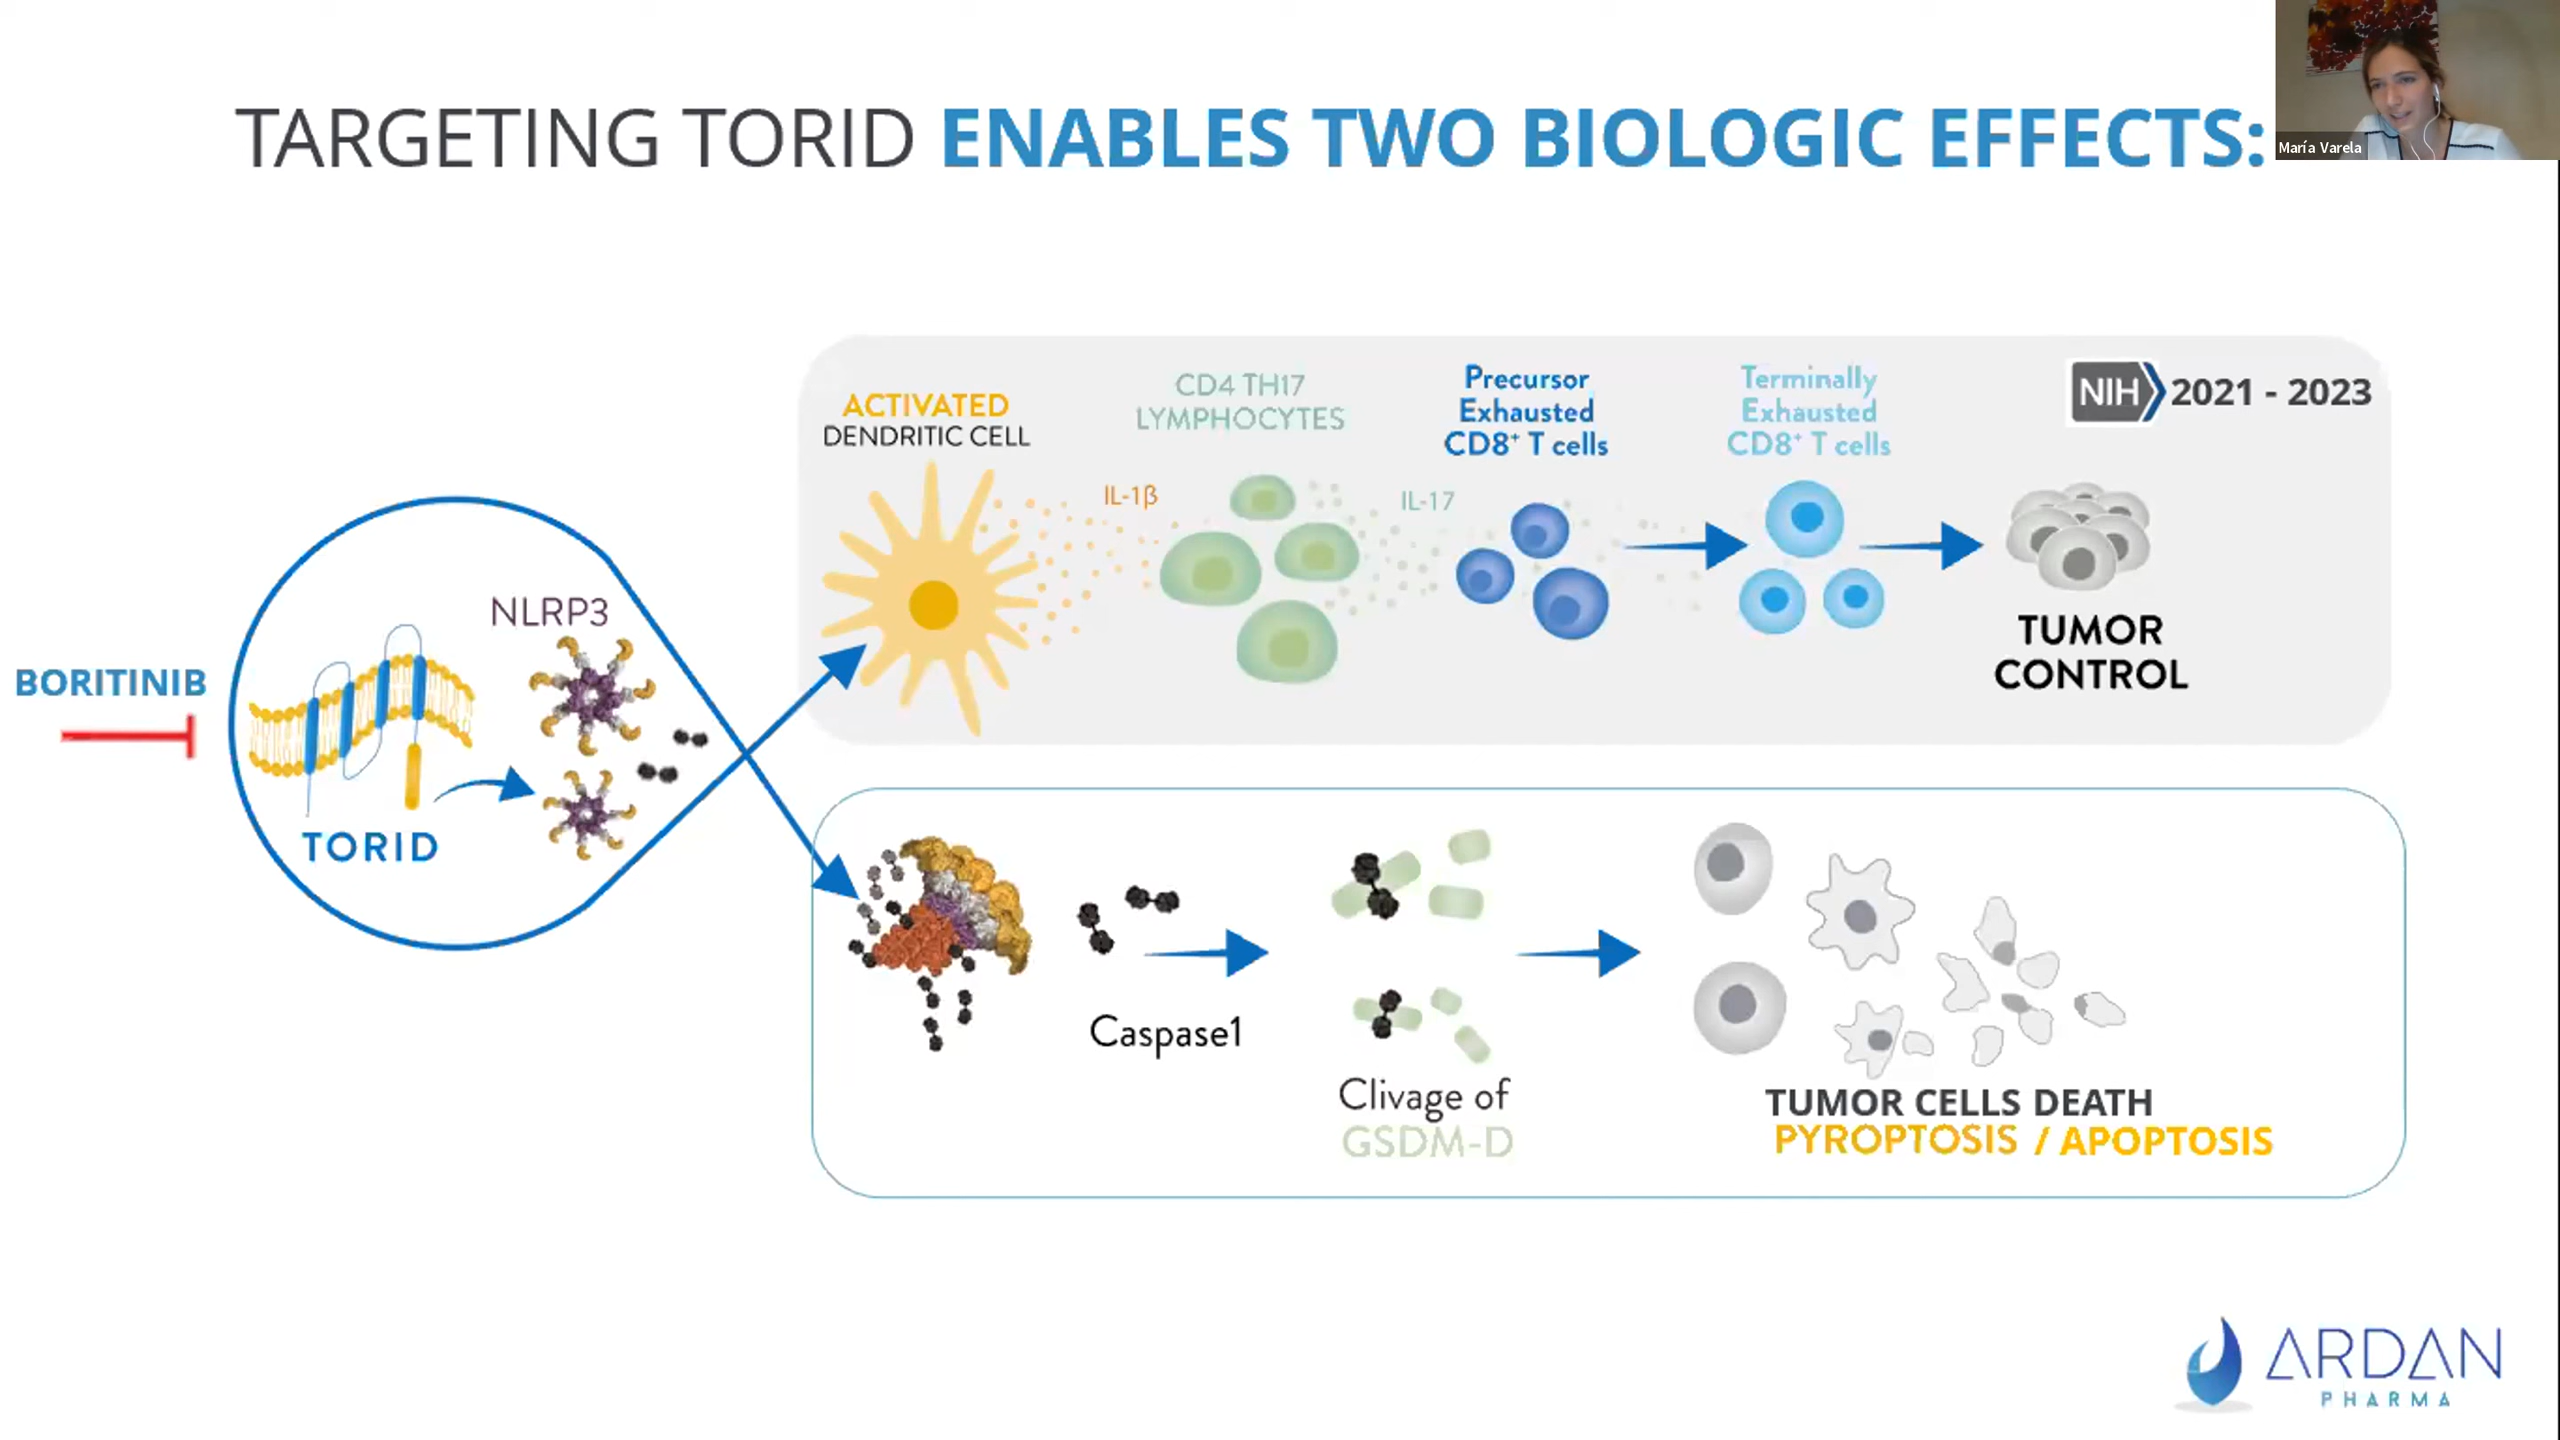 TARGETING TORID ENABLES TWO BIOLOGIC EFFECTS:
María Varela
BORITINIB
NLRP3
TORID
ACTIVATED
DENDRITIC CELL
IL-1β
CD4 TH17
LYMPHOCYTES
IL-17
Precursor
Exhausted
CD8⁺ T cells
Terminally
Exhausted
CD8⁺ T cells
NIH 2021 - 2023
TUMOR
CONTROL
Caspase1
Clivage of
GSDM-D
TUMOR CELLS DEATH
PYROPTOSIS / APOPTOSIS
ARDAN
PHARMA